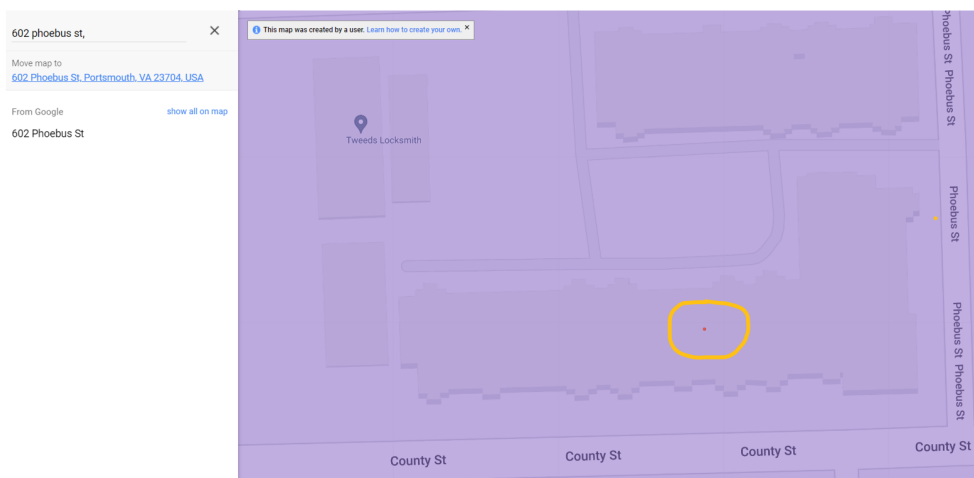 602 phoebus st,
Move map to
602 Phoebus St, Portsmouth, VA 23704, USA
From Google
show all on map
602 Phoebus St
This map was created by a user. Learn how to create your own.
Tweeds Locksmith
Phoebus St
Phoebus St
Phoebus St
Phoebus St
Phoebus St
County St
County St
County St
County St